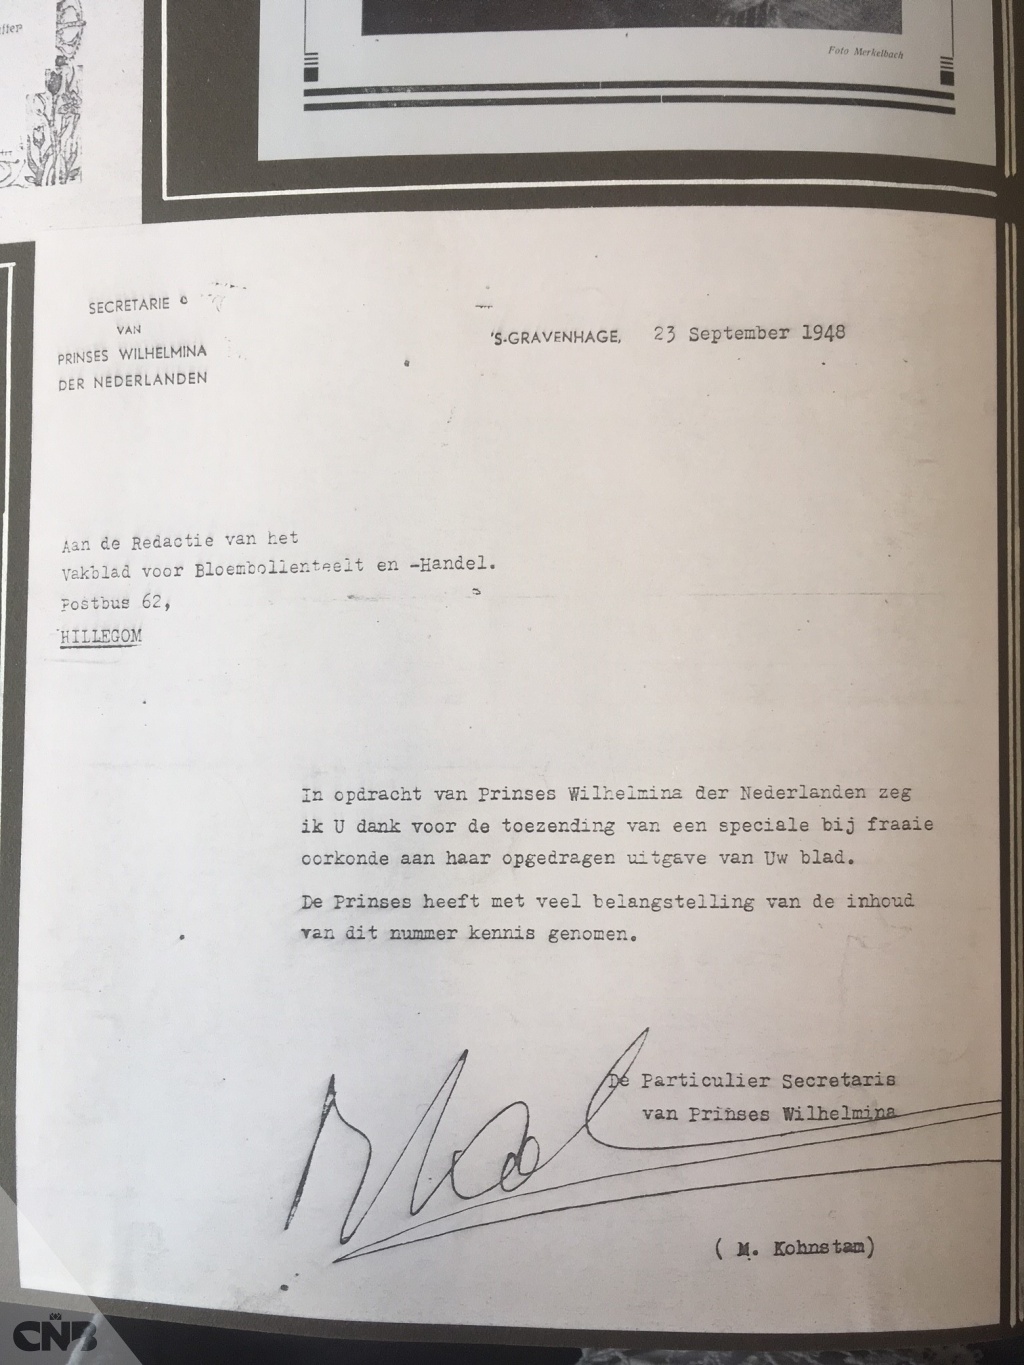 Foto Merkelbach
SECRETARIE
VAN
PRINSES WILHELMINA
DER NEDERLANDEN
'S-GRAVENHAGE, 23 September 1948
Aan de Redactie van het
Vakblad voor Bloembollenteelt en -Handel.
Postbus 62,
HILLEGOM
In opdracht van Prinses Wilhelmina der Nederlanden zeg
ik U dank voor de toezending van een speciale bij fraaie
oorkonde aan haar opgedragen uitgave van Uw blad.
De Prinses heeft met veel belangstelling van de inhoud
van dit nummer kennis genomen.
De Particulier Secretaris
van Prinses Wilhelmina
( M. Kohnstam)
CNB